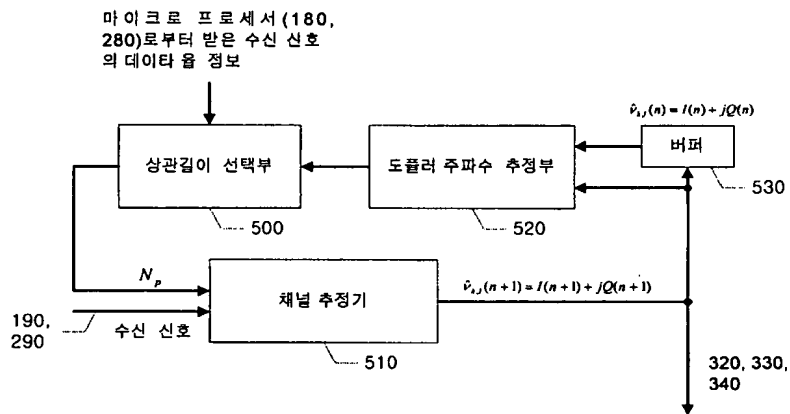 마이크로 프로세서(180,
280)로부터 받은 수신 신호
의 데이타 율 정보
v̂k,l(n) = I(n) + jQ(n)
상관길이 선택부
도플러 주파수 추정부
버퍼
500
520
530
Np
채널 추정기
v̂k,l(n+1) = I(n+1) + jQ(n+1)
190,
290
수신 신호
510
320, 330,
340